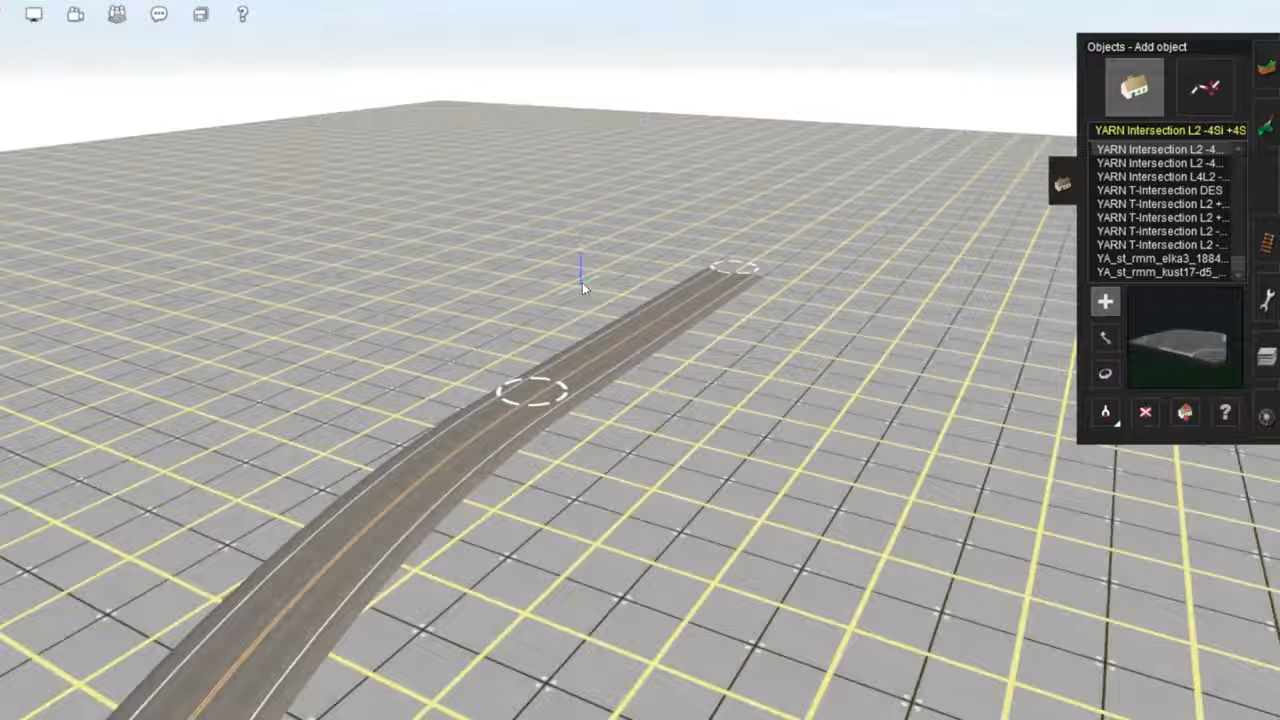 Objects - Add object
YARN Intersection L2 -4Si +4S
YARN Intersection L2 -4...
YARN Intersection L2 -4...
YARN Intersection L4L2 -...
YARN T-Intersection DES
YARN T-Intersection L2 +...
YARN T-Intersection L2 +...
YARN T-Intersection L2 -...
YARN T-Intersection L2 -...
YA_st_rmm_elka3_1884...
YA_st_rmm_kust17-d5_...